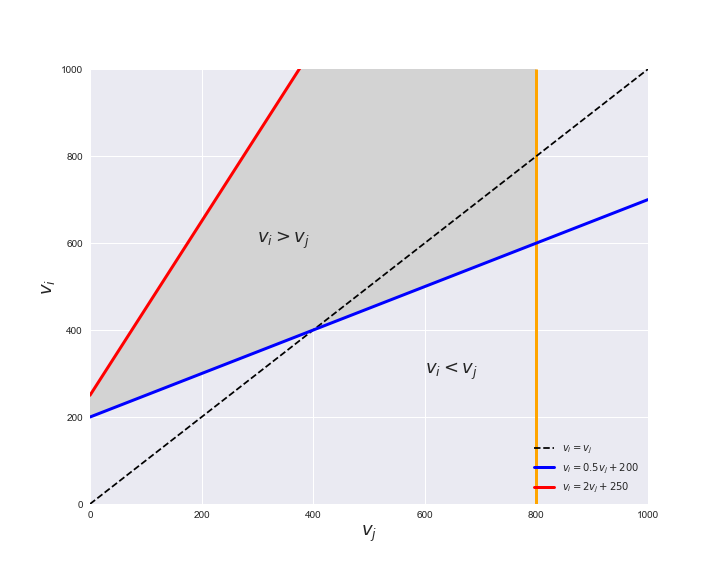 1000
800
600
400
200
0
v_i
v_i > v_j
v_i < v_j
v_i = v_j
v_i = 0.5v_j + 200
v_i = 2v_j + 250
0 200 400 600 800 1000
v_j